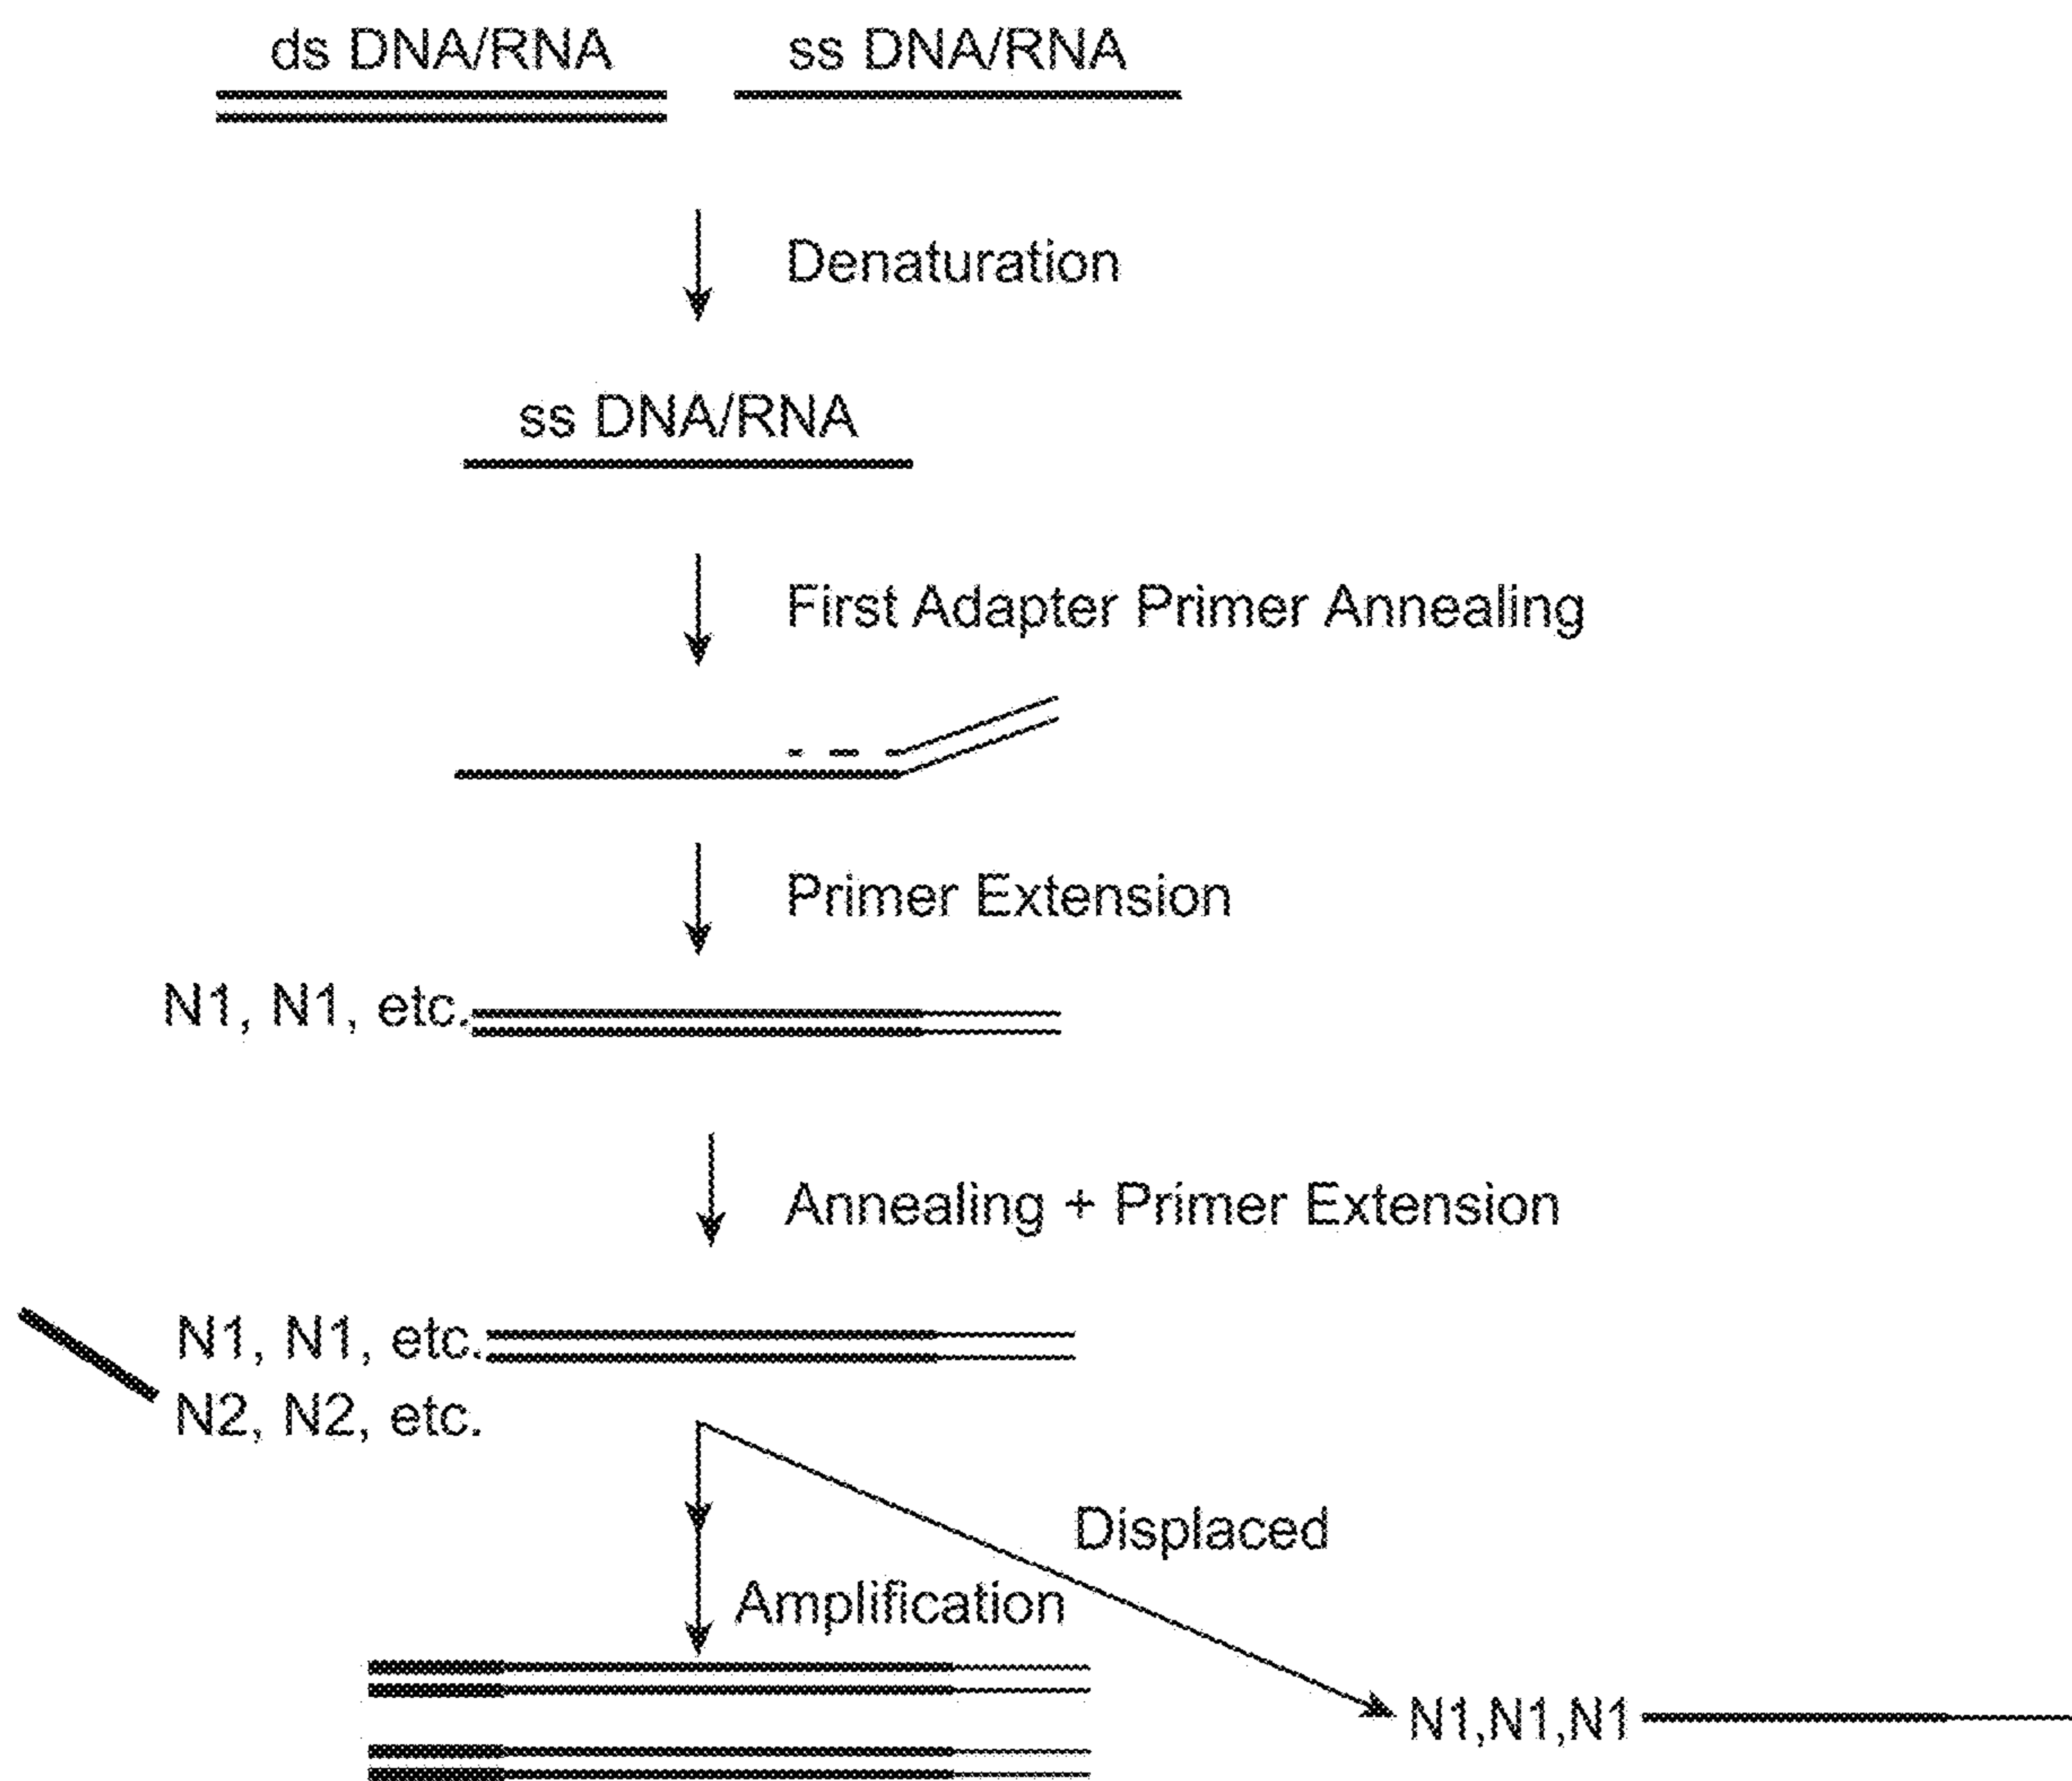 ds DNA/RNA
ss DNA/RNA
Denaturation
ss DNA/RNA
First Adapter Primer Annealing
Primer Extension
N1, N1, etc.
Annealing + Primer Extension
N1, N1, etc.
N2, N2, etc.
Displaced
Amplification
N1,N1,N1